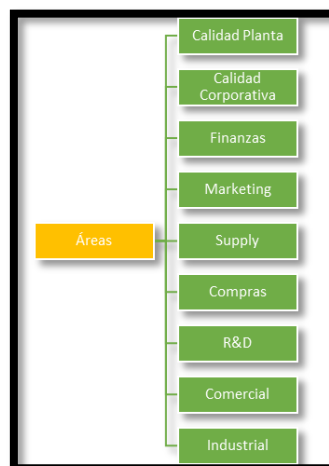 Calidad Planta
Calidad
Corporativa
Finanzas
Marketing
Áreas
Supply
Compras
R&D
Comercial
Industrial